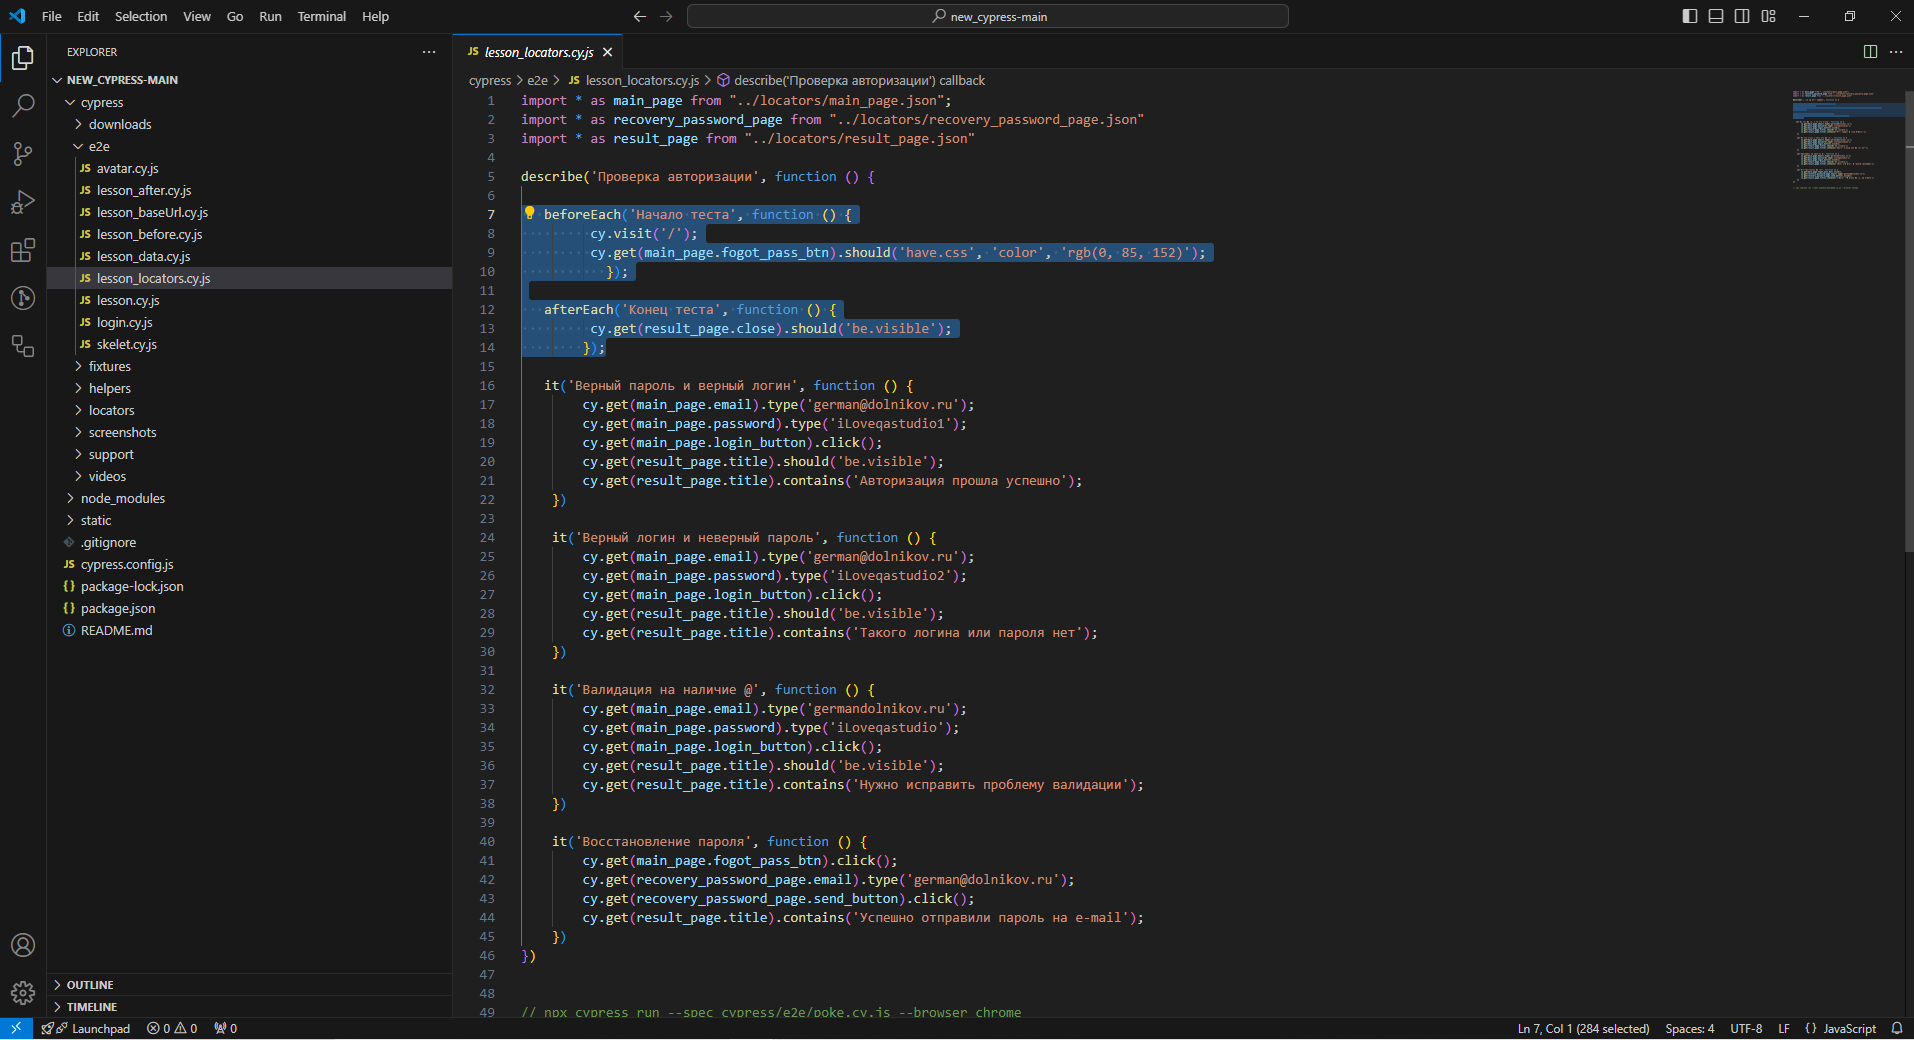 File Edit Selection View Go Run Terminal Help
new_cypress-main
EXPLORER
NEW_CYPRESS-MAIN
cypress
downloads
e2e
JS avatar.cy.js
JS lesson_after.cy.js
JS lesson_baseUrl.cy.js
JS lesson_before.cy.js
JS lesson_data.cy.js
JS lesson_locators.cy.js
JS lesson.cy.js
JS login.cy.js
JS skelet.cy.js
fixtures
helpers
locators
screenshots
support
videos
node_modules
static
.gitignore
JS cypress.config.js
{} package-lock.json
{} package.json
README.md
OUTLINE
TIMELINE
JS lesson_locators.cy.js
cypress > e2e > JS lesson_locators.cy.js > describe('Проверка авторизации') callback
1 import * as main_page from "../locators/main_page.json";
2 import * as recovery_password_page from "../locators/recovery_password_page.json"
3 import * as result_page from "../locators/result_page.json"
4
5 describe('Проверка авторизации', function () {
6
7 beforeEach('Начало теста', function () {
8 cy.visit('/');
9 cy.get(main_page.fogot_pass_btn).should('have.css', 'color', 'rgb(0, 85, 152)');
10 });
11
12 afterEach('Конец теста', function () {
13 cy.get(result_page.close).should('be.visible');
14 });
15
16 it('Верный пароль и верный логин', function () {
17 cy.get(main_page.email).type('german@dolnikov.ru');
18 cy.get(main_page.password).type('iLoveqastudio1');
19 cy.get(main_page.login_button).click();
20 cy.get(result_page.title).should('be.visible');
21 cy.get(result_page.title).contains('Авторизация прошла успешно');
22 })
23
24 it('Верный логин и неверный пароль', function () {
25 cy.get(main_page.email).type('german@dolnikov.ru');
26 cy.get(main_page.password).type('iLoveqastudio2');
27 cy.get(main_page.login_button).click();
28 cy.get(result_page.title).should('be.visible');
29 cy.get(result_page.title).contains('Такого логина или пароля нет');
30 })
31
32 it('Валидация на наличие @', function () {
33 cy.get(main_page.email).type('germandolnikov.ru');
34 cy.get(main_page.password).type('iLoveqastudio');
35 cy.get(main_page.login_button).click();
36 cy.get(result_page.title).should('be.visible');
37 cy.get(result_page.title).contains('Нужно исправить проблему валидации');
38 })
39
40 it('Восстановление пароля', function () {
41 cy.get(main_page.fogot_pass_btn).click();
42 cy.get(recovery_password_page.email).type('german@dolnikov.ru');
43 cy.get(recovery_password_page.send_button).click();
44 cy.get(result_page.title).contains('Успешно отправили пароль на e-mail');
45 })
46 })
47
48
49 // npx cypress run --spec cypress/e2e/poke.cy.js --browser chrome
Launchpad 0 0 0
Ln 7, Col 1 (284 selected) Spaces: 4 UTF-8 LF {} JavaScript